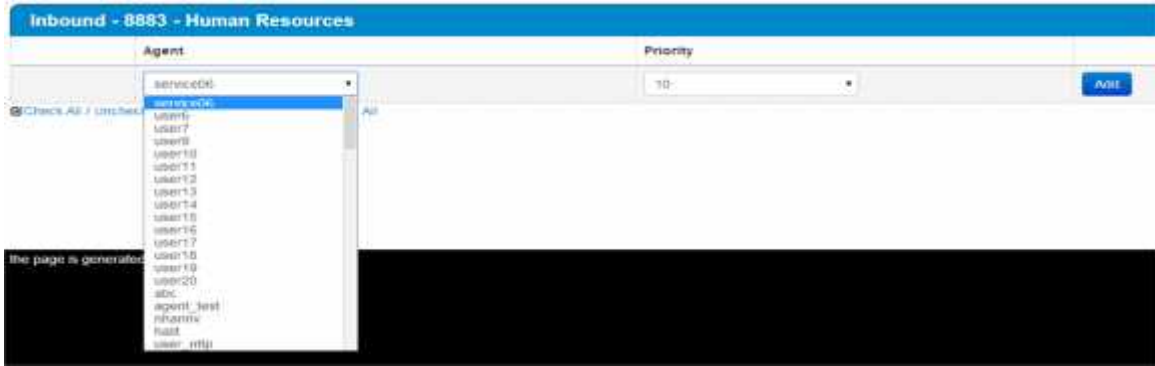 Inbound - 8883 - Human Resources
Agent Priority
service06 10 Add
Check All / Uncheck All
service06
user6
user7
user9
user10
user11
user12
user13
user14
user15
user16
user17
user18
user19
user20
abc
agent_test
the page is generated